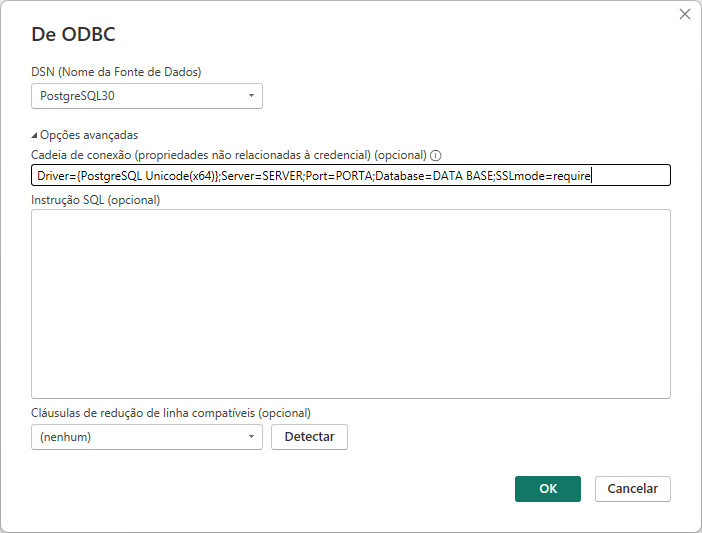 De ODBC
DSN (Nome da Fonte de Dados)
PostgreSQL30
Opções avançadas
Cadeia de conexão (propriedades não relacionadas à credencial) (opcional)
Driver={PostgreSQL Unicode(x64)};Server=SERVER;Port=PORTA;Database=DATA BASE;SSLmode=require
Instrução SQL (opcional)
Cláusulas de redução de linha compatíveis (opcional)
(nenhum)
Detectar
OK
Cancelar